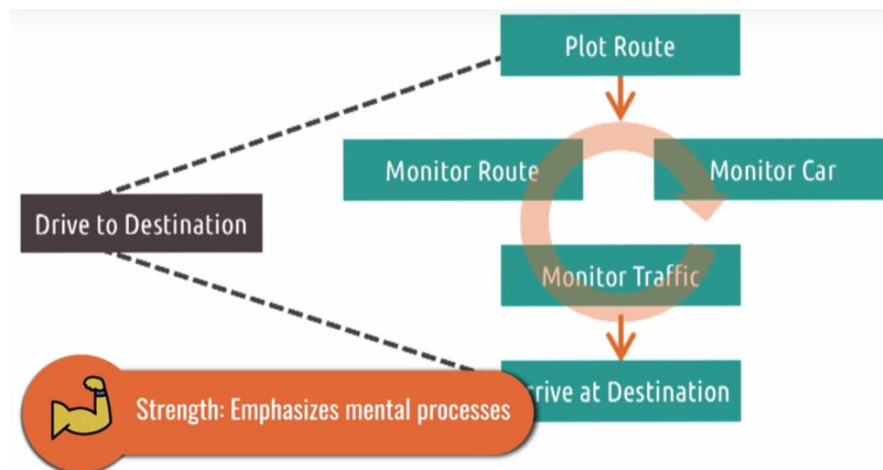 Plot Route
Monitor Route
Monitor Car
Drive to Destination
Monitor Traffic
rrive at Destination
Strength: Emphasizes mental processes